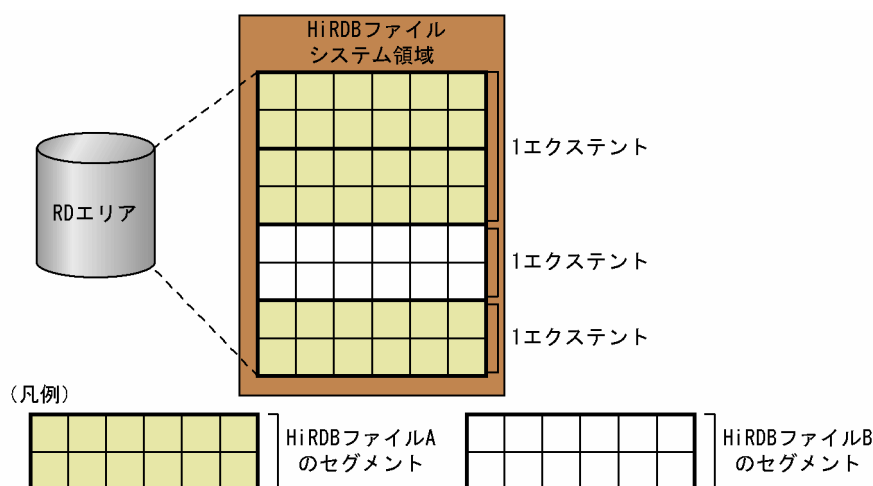 HiRDBファイル
システム領域
1エクステント
RDエリア
1エクステント
1エクステント
(凡例)
HiRDBファイルA
のセグメント
HiRDBファイルB
のセグメント